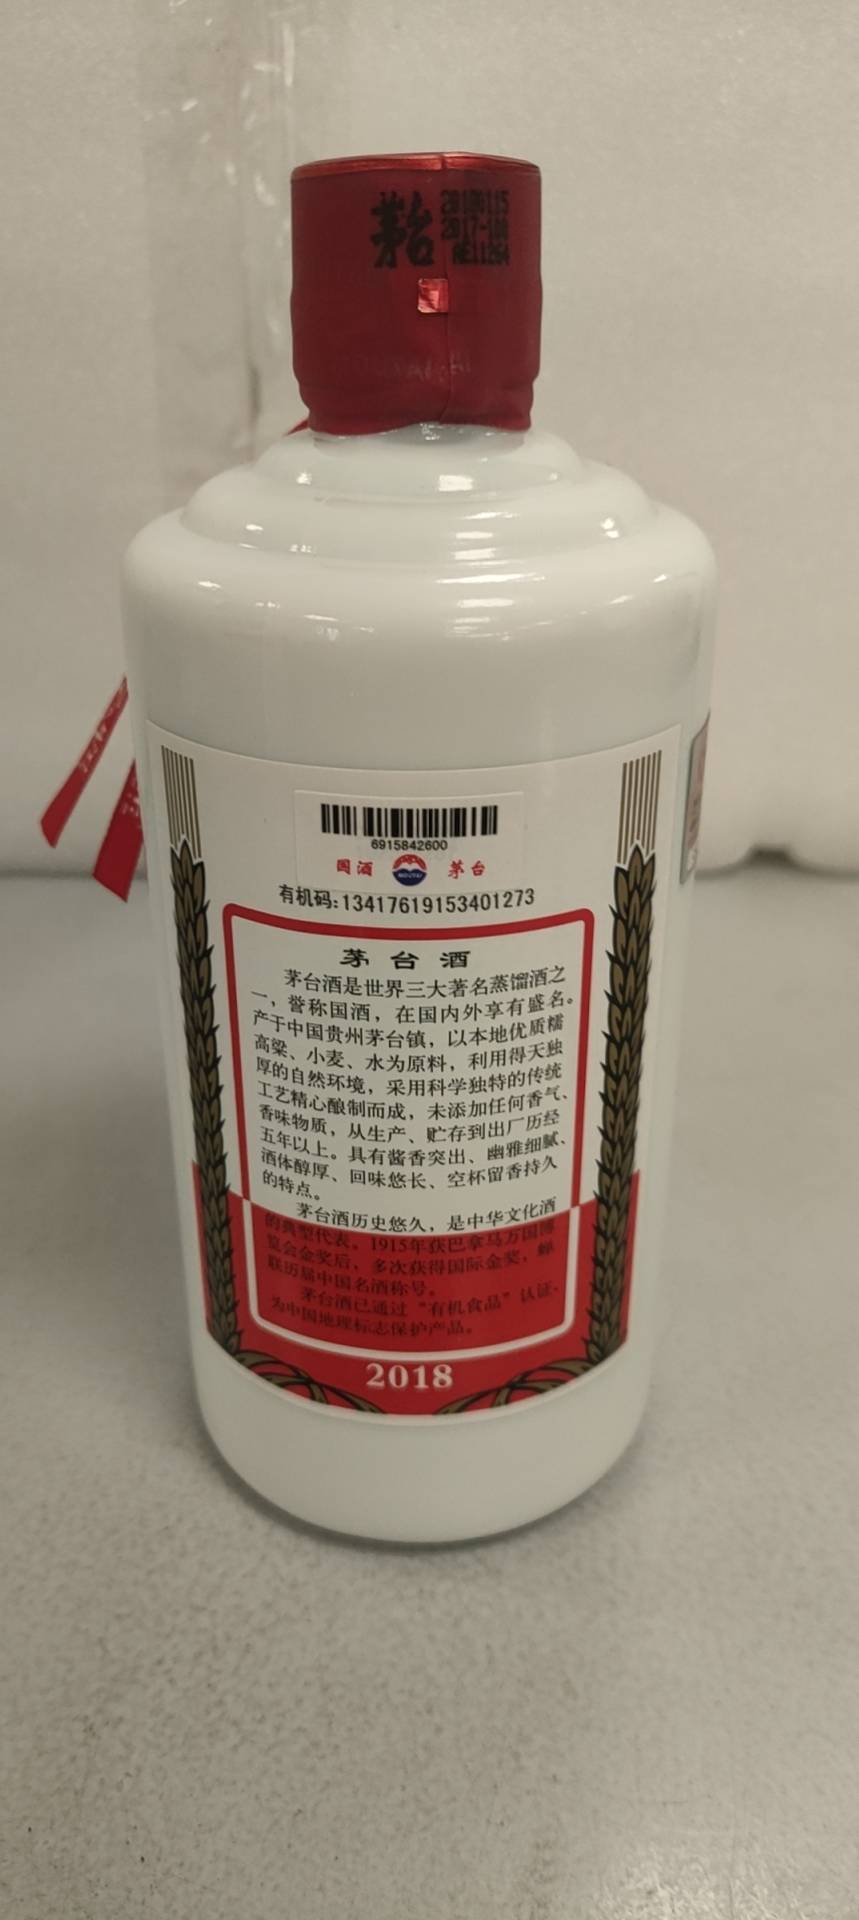 茅台
20180115
2017-108
6915842600
国酒 茅台
MOUTAI
有机码:13417619153401273
茅台酒
茅台酒是世界三大著名蒸馏酒之
一，誉称国酒，在国内外享有盛名。
产于中国贵州茅台镇，以本地优质糯
高粱、小麦、水为原料，利用得天独
厚的自然环境，采用科学独特的传统
工艺精心酿制而成，未添加任何香气、
香味物质，从生产、贮存到出厂历经
五年以上。具有酱香突出、幽雅细腻、
酒体醇厚、回味悠长、空杯留香持久
的特点。
茅台酒历史悠久，是中华文化酒
的典型代表。1915年获巴拿马万国博
览会金奖后，多次获得国际金奖，蝉
联历届中国名酒称号。
茅台酒已通过“有机食品”认证，
为中国地理标志保护产品。
2018